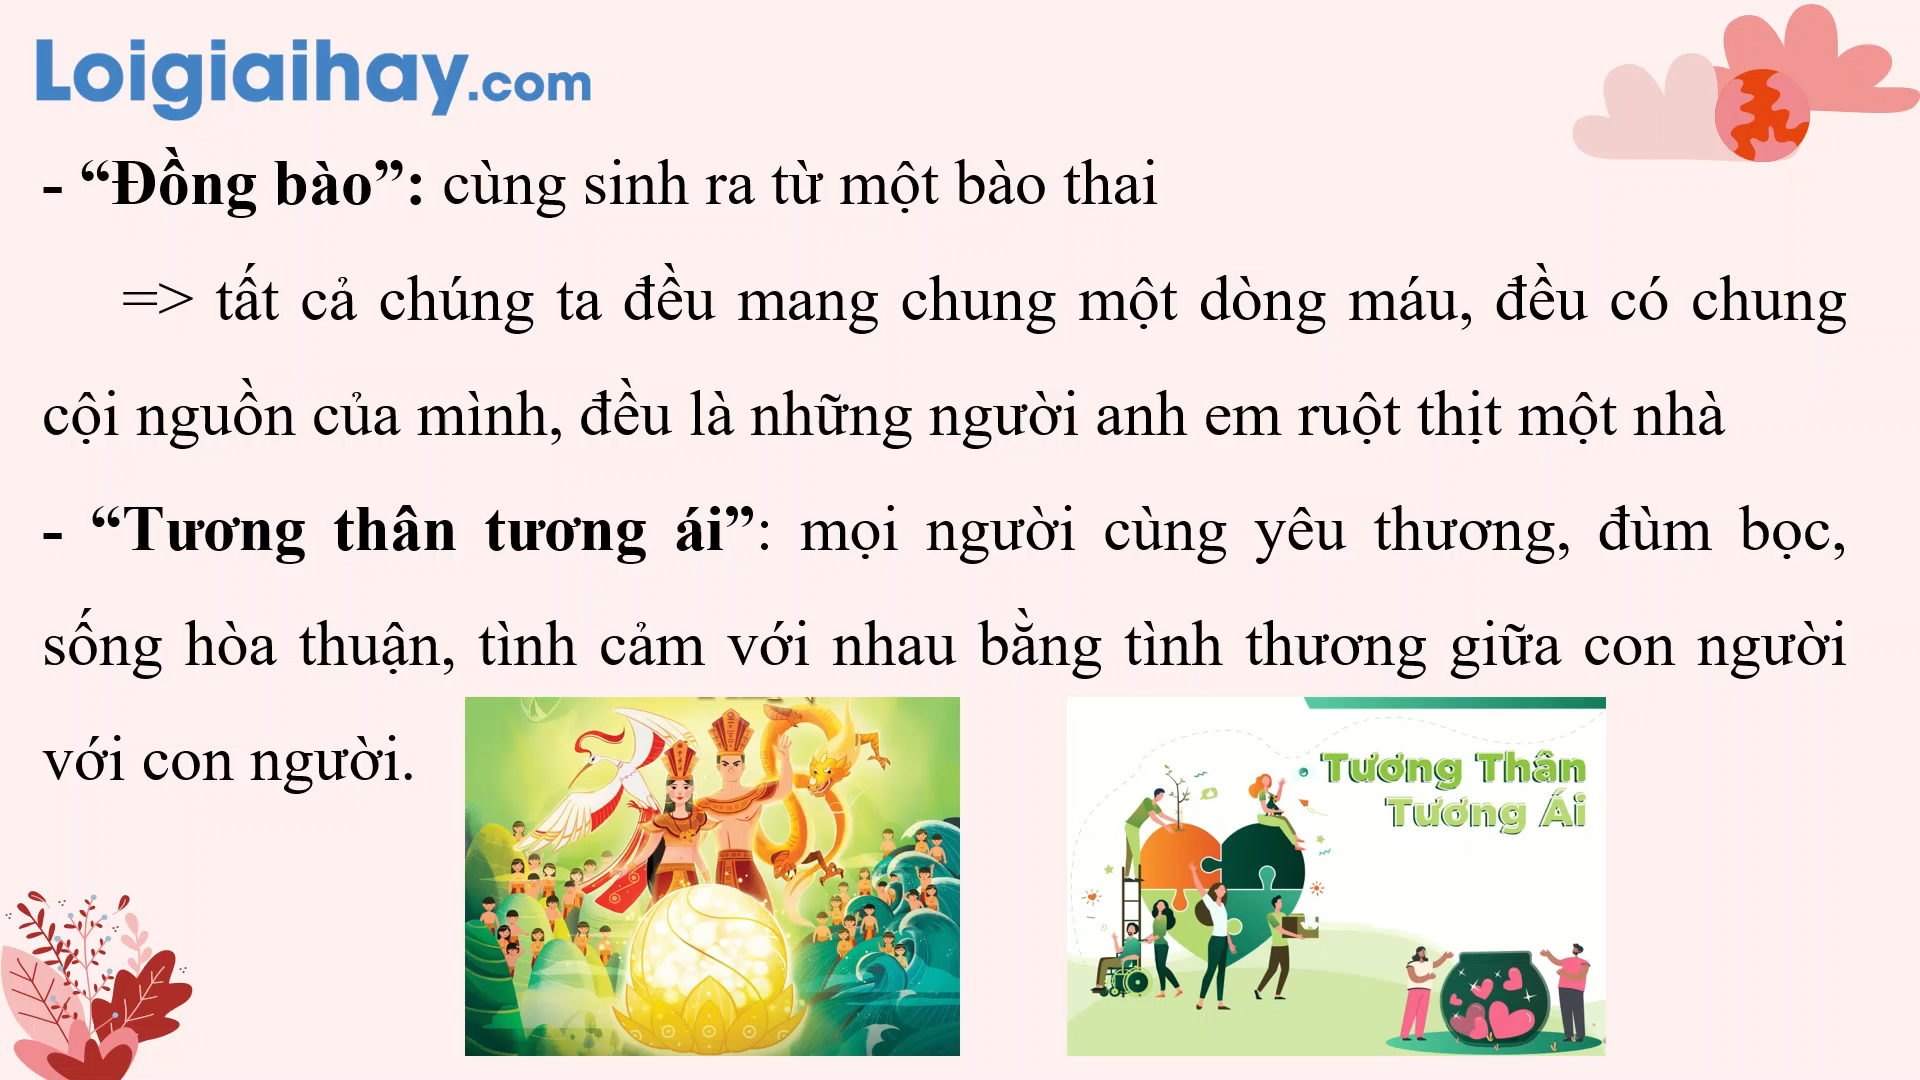 Loigiaihay.com
- “Đồng bào”: cùng sinh ra từ một bào thai
=> tất cả chúng ta đều mang chung một dòng máu, đều có chung
cội nguồn của mình, đều là những người anh em ruột thịt một nhà
- “Tương thân tương ái”: mọi người cùng yêu thương, đùm bọc,
sống hòa thuận, tình cảm với nhau bằng tình thương giữa con người
với con người.
Tương Thân
Tương Ái